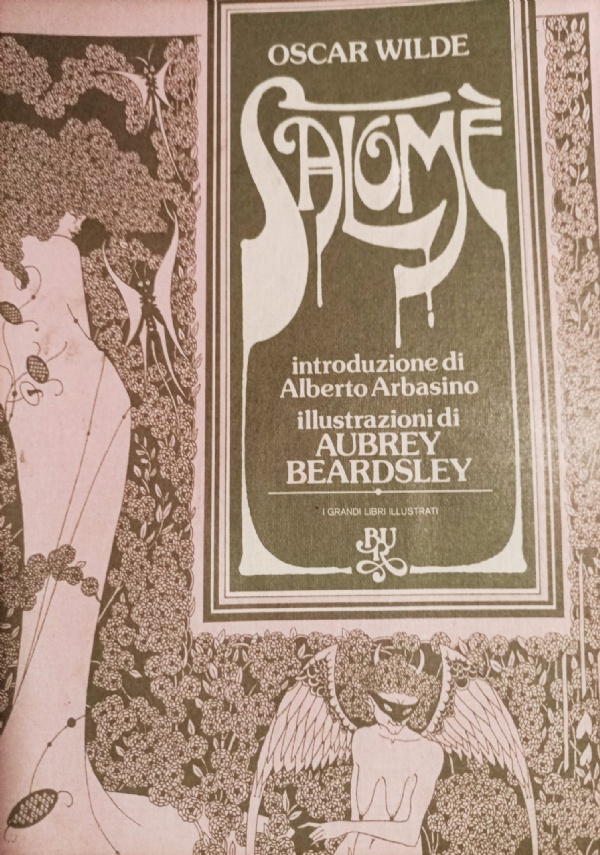 OSCAR WILDE
SALOMÈ
introduzione di
Alberto Arbasino
illustrazioni di
AUBREY
BEARDSLEY
I GRANDI LIBRI ILLUSTRATI
BUR